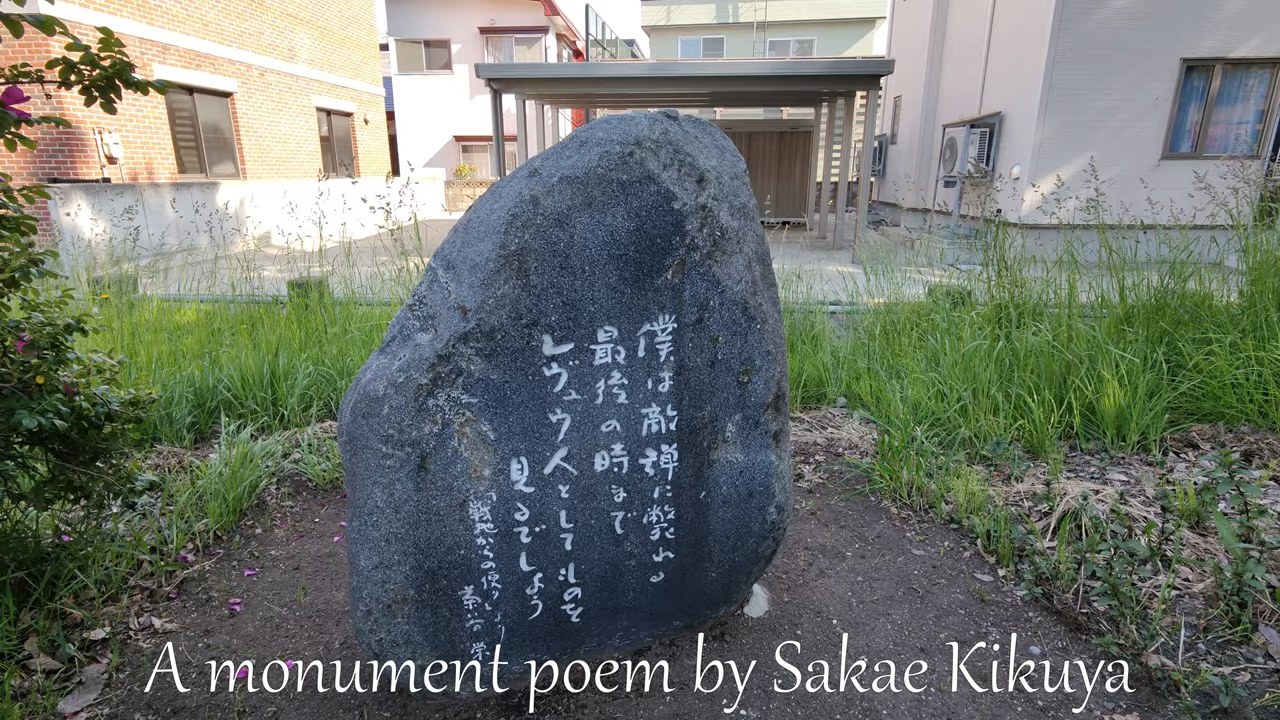 僕は敵弾に斃れる
最後の時まで
レヴュウ人としてものを
見るでしょう
「戦地からの便り」より
菊谷 栄
A monument poem by Sakae Kikuya